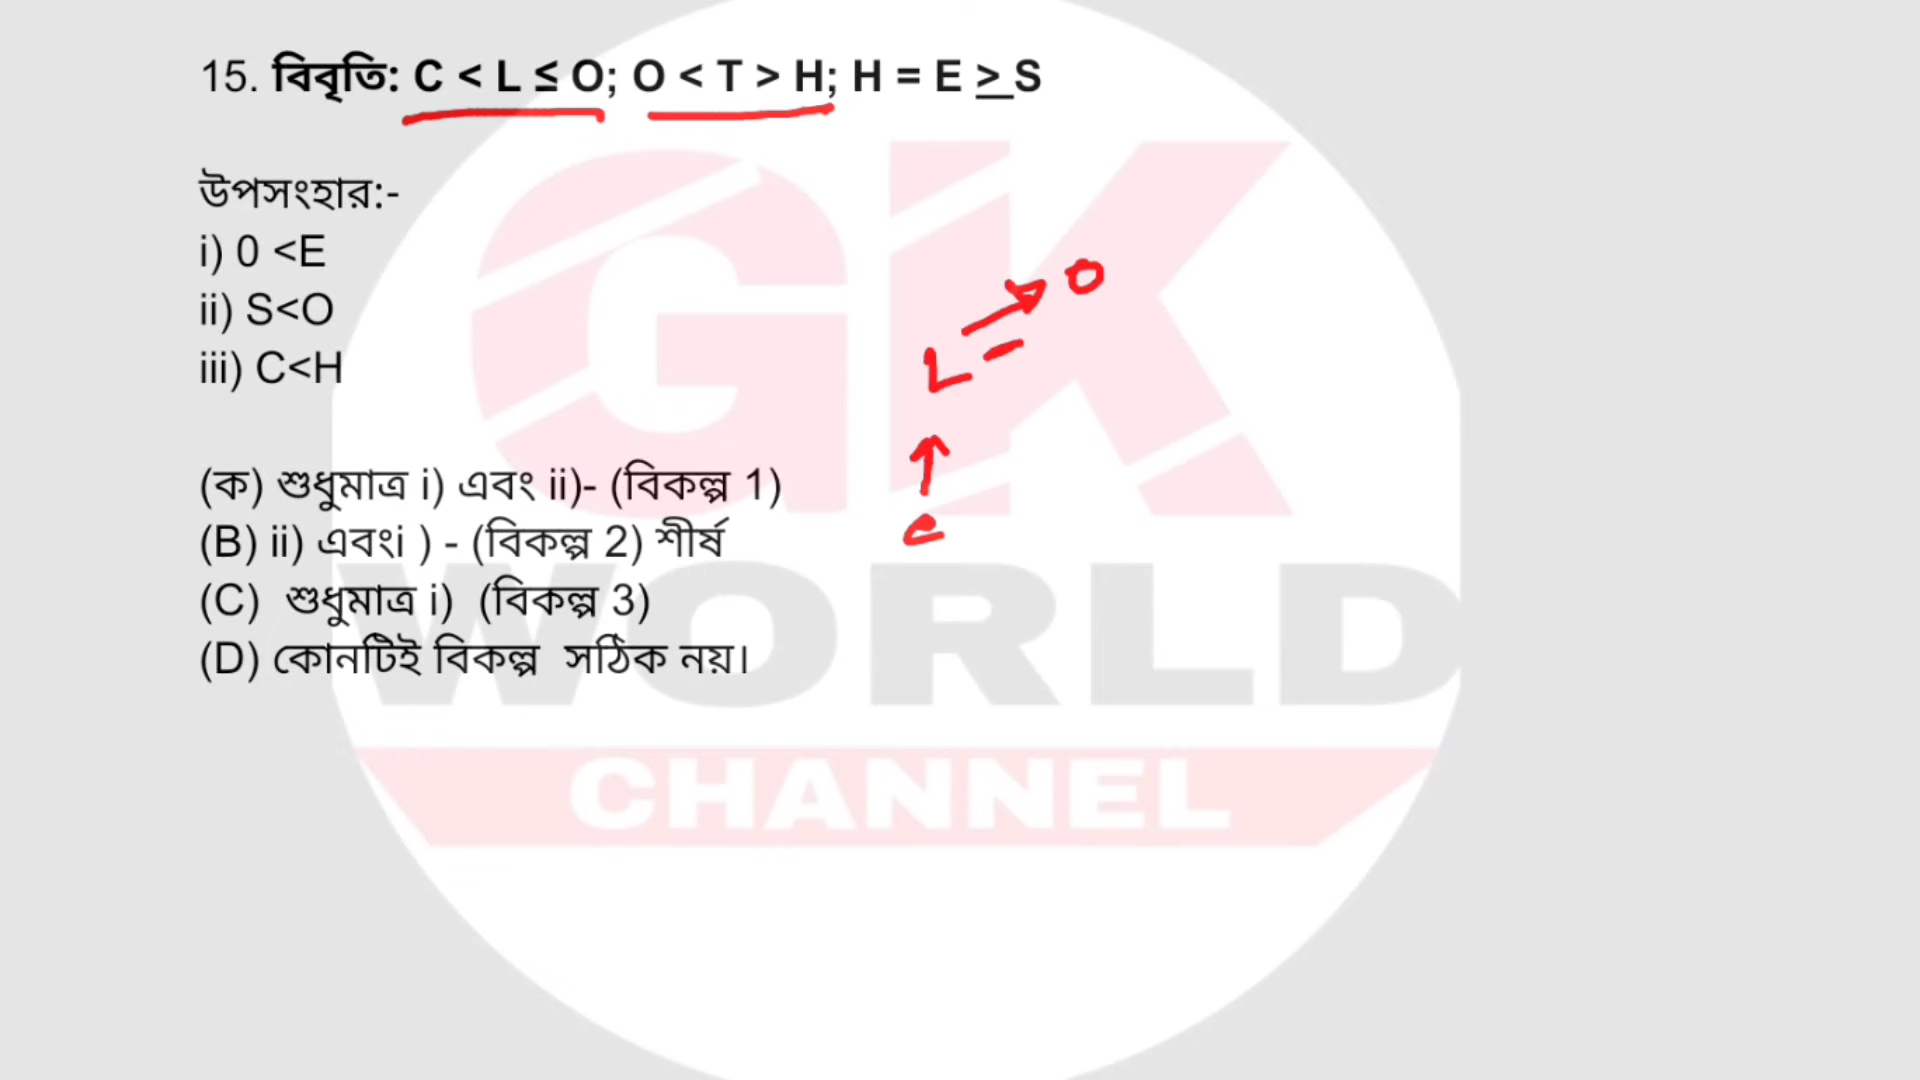 15. বিবৃতি: C < L ≤ O; O < T > H; H = E > S
উপসংহার:-
i) 0 <E
ii) S<O
iii) C<H
(ক) শুধুমাত্র i) এবং ii)- (বিকল্প 1)
(B) ii) এবংi ) - (বিকল্প 2) শীর্ষ
(C) শুধুমাত্র i) (বিকল্প 3)
(D) কোনটিই বিকল্প সঠিক নয়।
O
L
C
GK
WORLD
CHANNEL